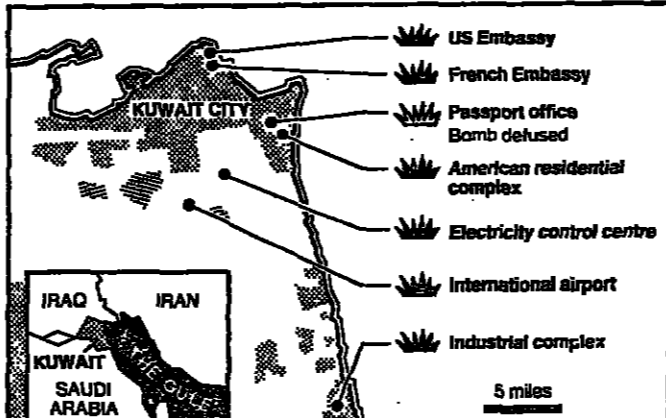 US Embassy
French Embassy
KUWAIT CITY
Passport office
Bomb defused
American residential
complex
Electricity control centre
International airport
Industrial complex
5 miles
IRAQ
IRAN
KUWAIT
THE GULF
SAUDI
ARABIA